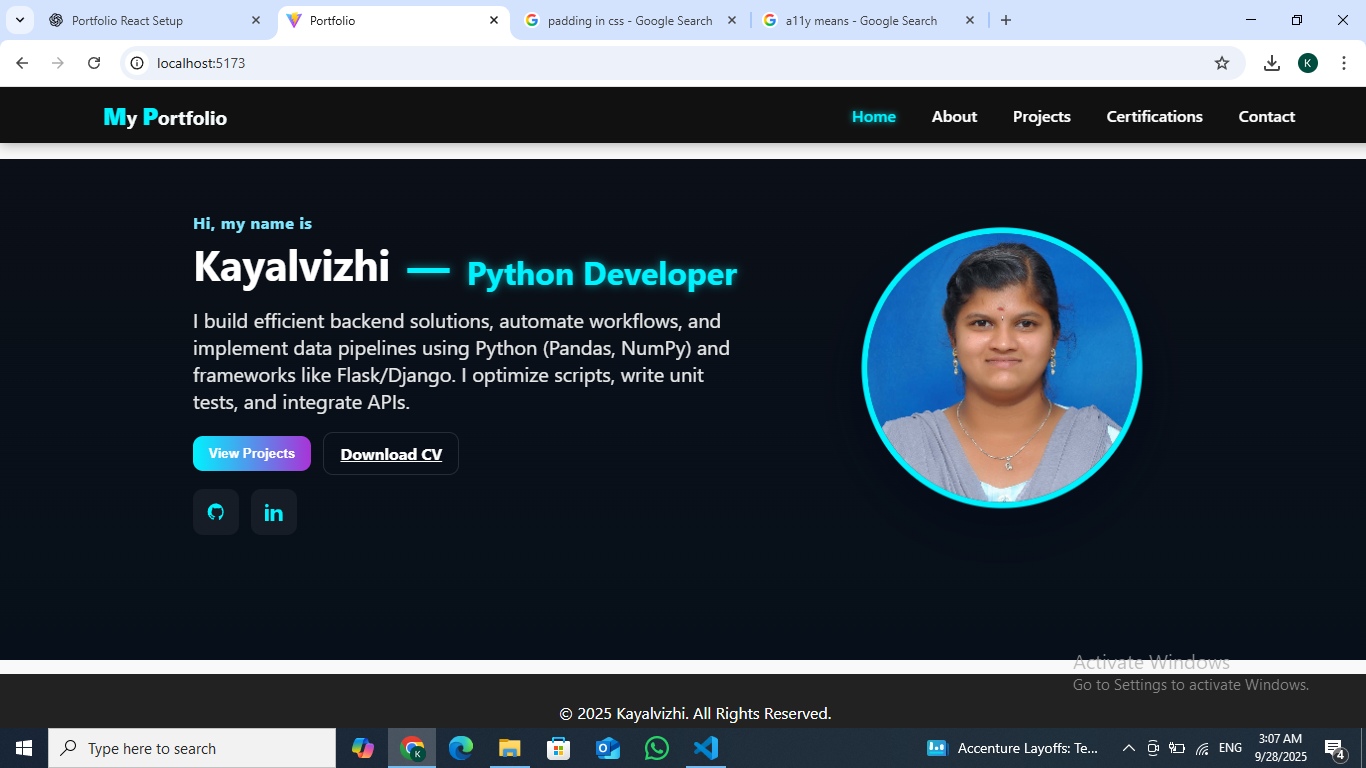 Portfolio React Setup
Portfolio
padding in css - Google Search
a11y means - Google Search
localhost:5173
K
My Portfolio
Home
About
Projects
Certifications
Contact
Hi, my name is
Kayalvizhi — Python Developer
I build efficient backend solutions, automate workflows, and
implement data pipelines using Python (Pandas, NumPy) and
frameworks like Flask/Django. I optimize scripts, write unit
tests, and integrate APIs.
View Projects
Download CV
in
Activate Windows
Go to Settings to activate Windows.
© 2025 Kayalvizhi. All Rights Reserved.
Type here to search
K
Accenture Layoffs: Te...
ENG
3:07 AM
9/28/2025
4